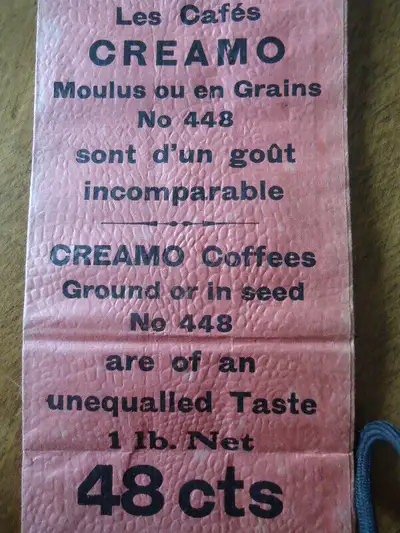 Les Cafés
CREAMO
Moulus ou en Grains
No 448
sont d'un goût
incomparable
CREAMO Coffees
Ground or in seed
No 448
are of an
unequalled Taste
1 lb. Net
48 cts